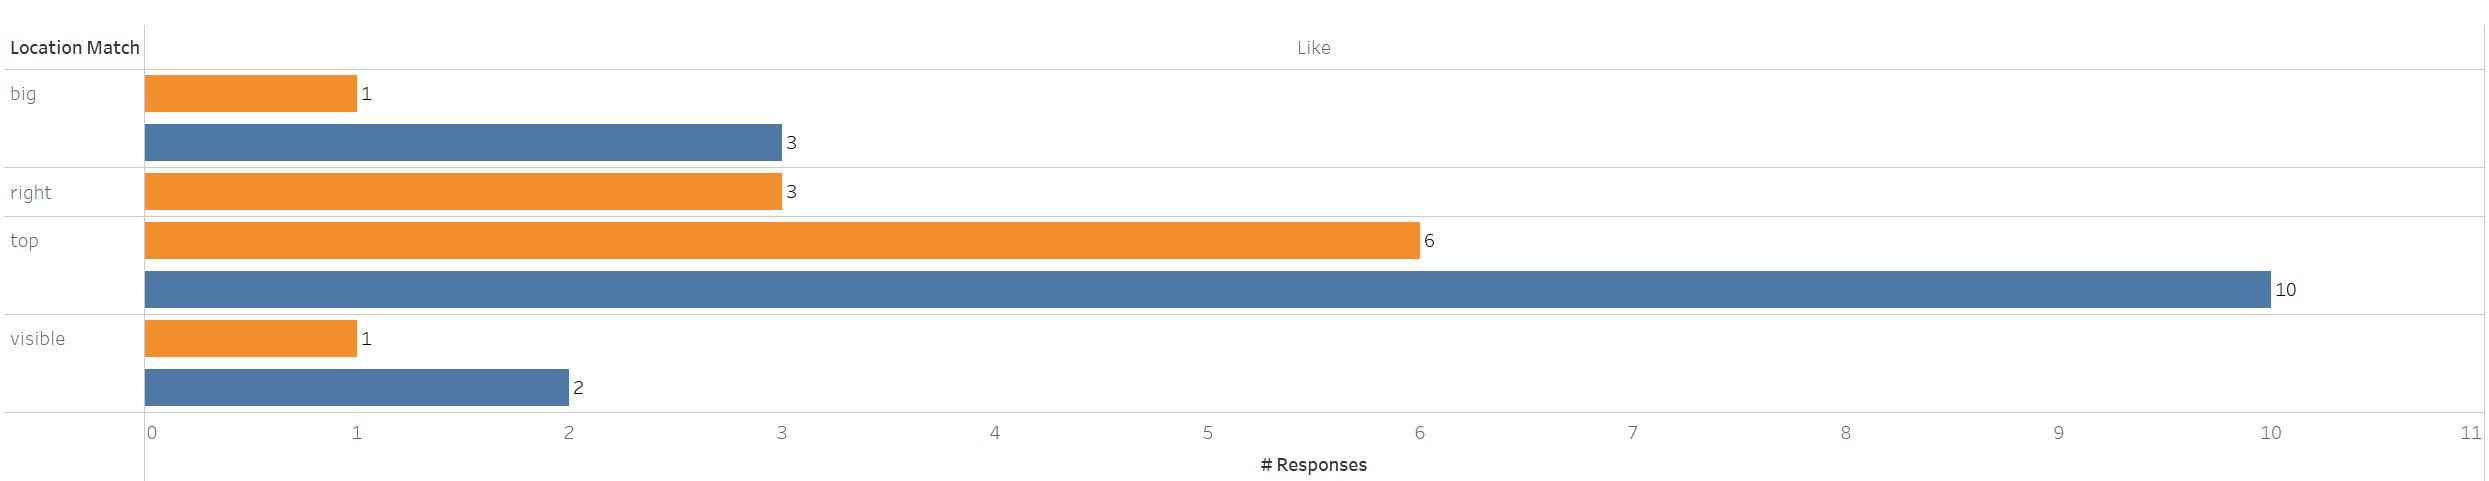 Location Match Like
big 1
3
right 3
top 6
10
visible 1
2
0 1 2 3 4 5 6 7 8 9 10 11
# Responses